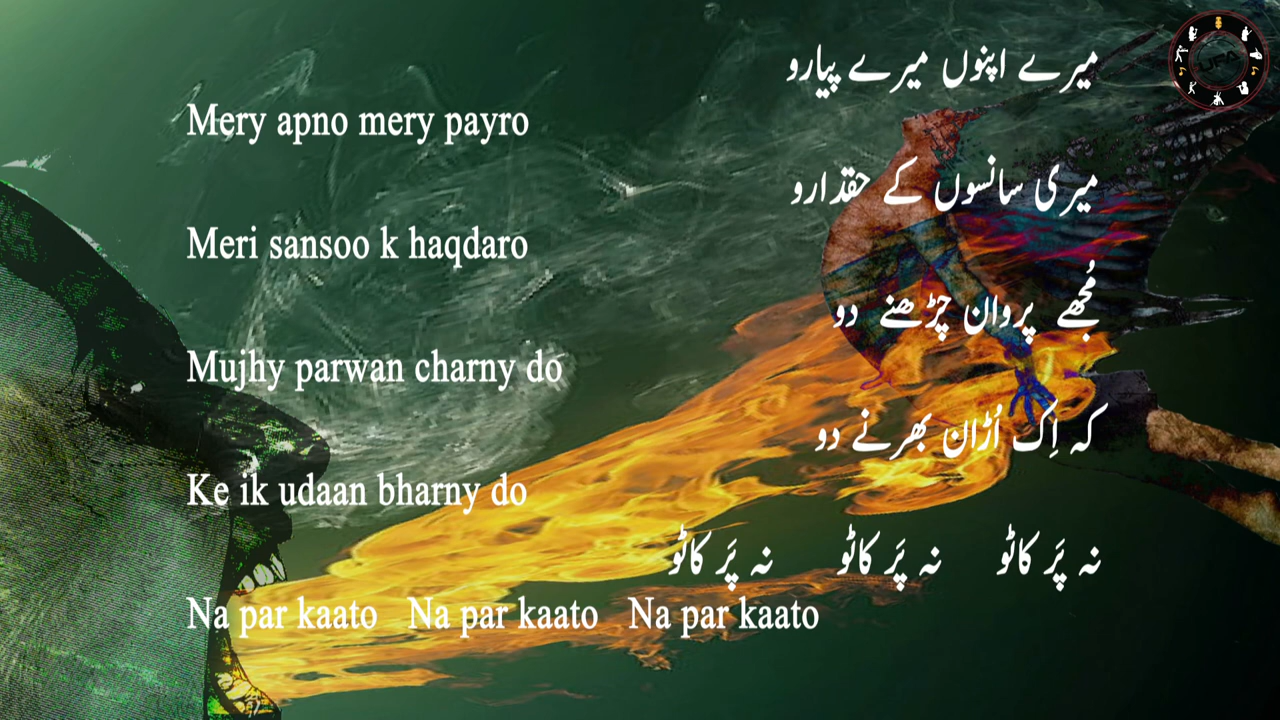 میرے اپنوں میرے پیارو
Mery apno mery payro
میری سانسوں کے حقدارو
Meri sansoo k haqdaro
مُجھے پروان چڑھنے دو
Mujhy parwan charny do
کہ اِک اُڑان بھرنے دو
Ke ik udaan bharny do
نہ پَر کاٹو نہ پَر کاٹو نہ پَر کاٹو
Na par kaato Na par kaato Na par kaato
UFA